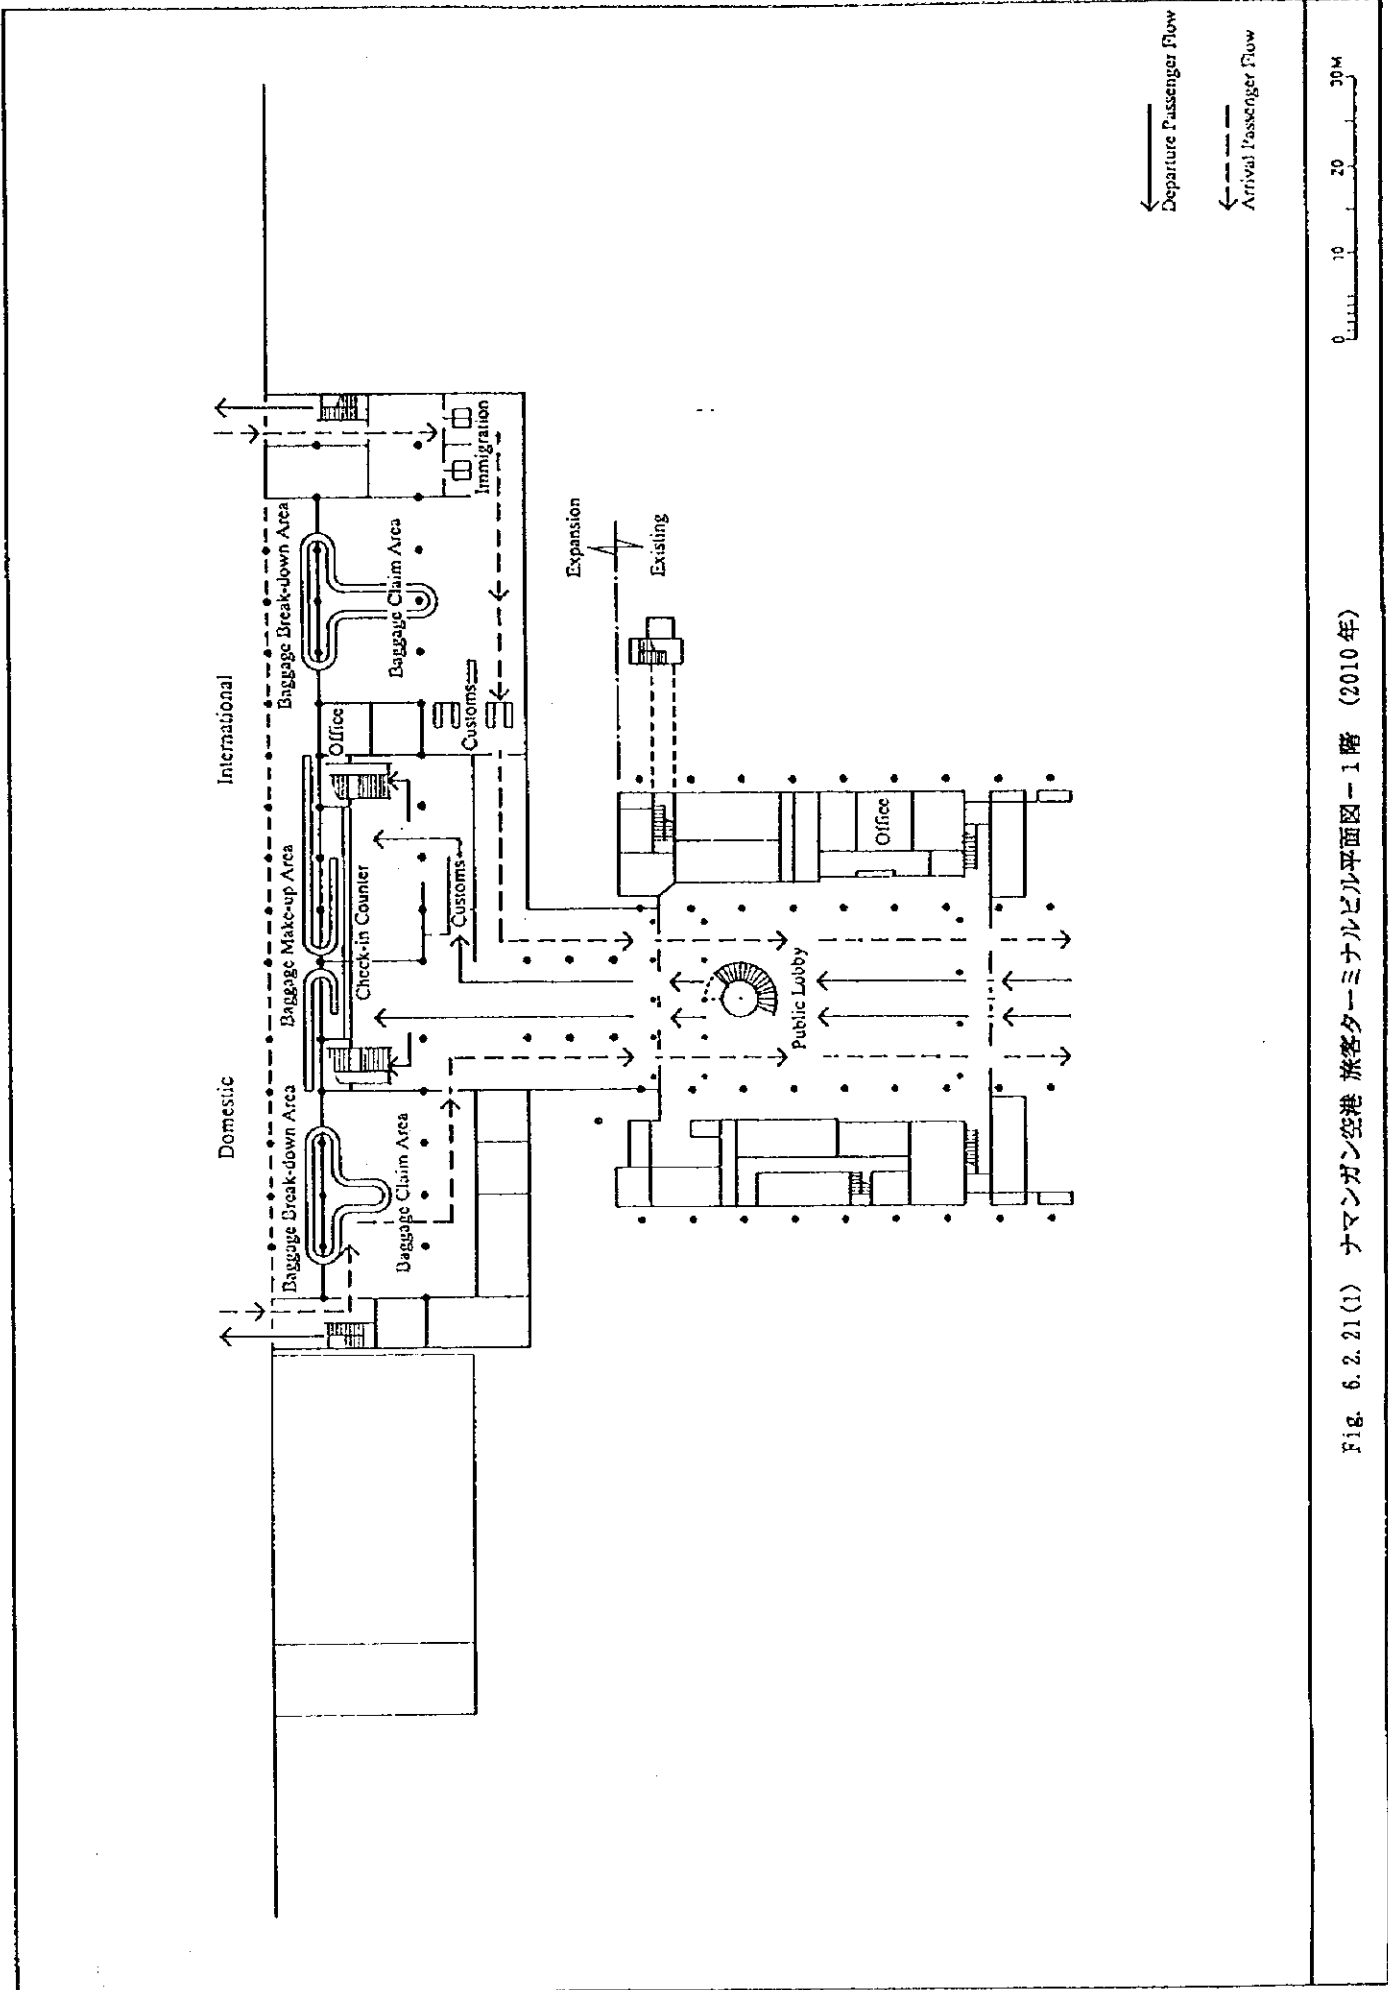 Domestic
International
Baggage Break-down Area
Baggage Make-up Area
Baggage Break-down Area
Check-in Counter
Office
Baggage Claim Area
Baggage Claim Area
Customs
Customs
Immigration
Expansion
Existing
Public Lobby
Office
Departure Passenger Flow
Arrival Passenger Flow
Fig. 6.2.21(1) ナマンガン空港 旅客ターミナルビル平面図－1階 (2010年)
0 10 20 30M